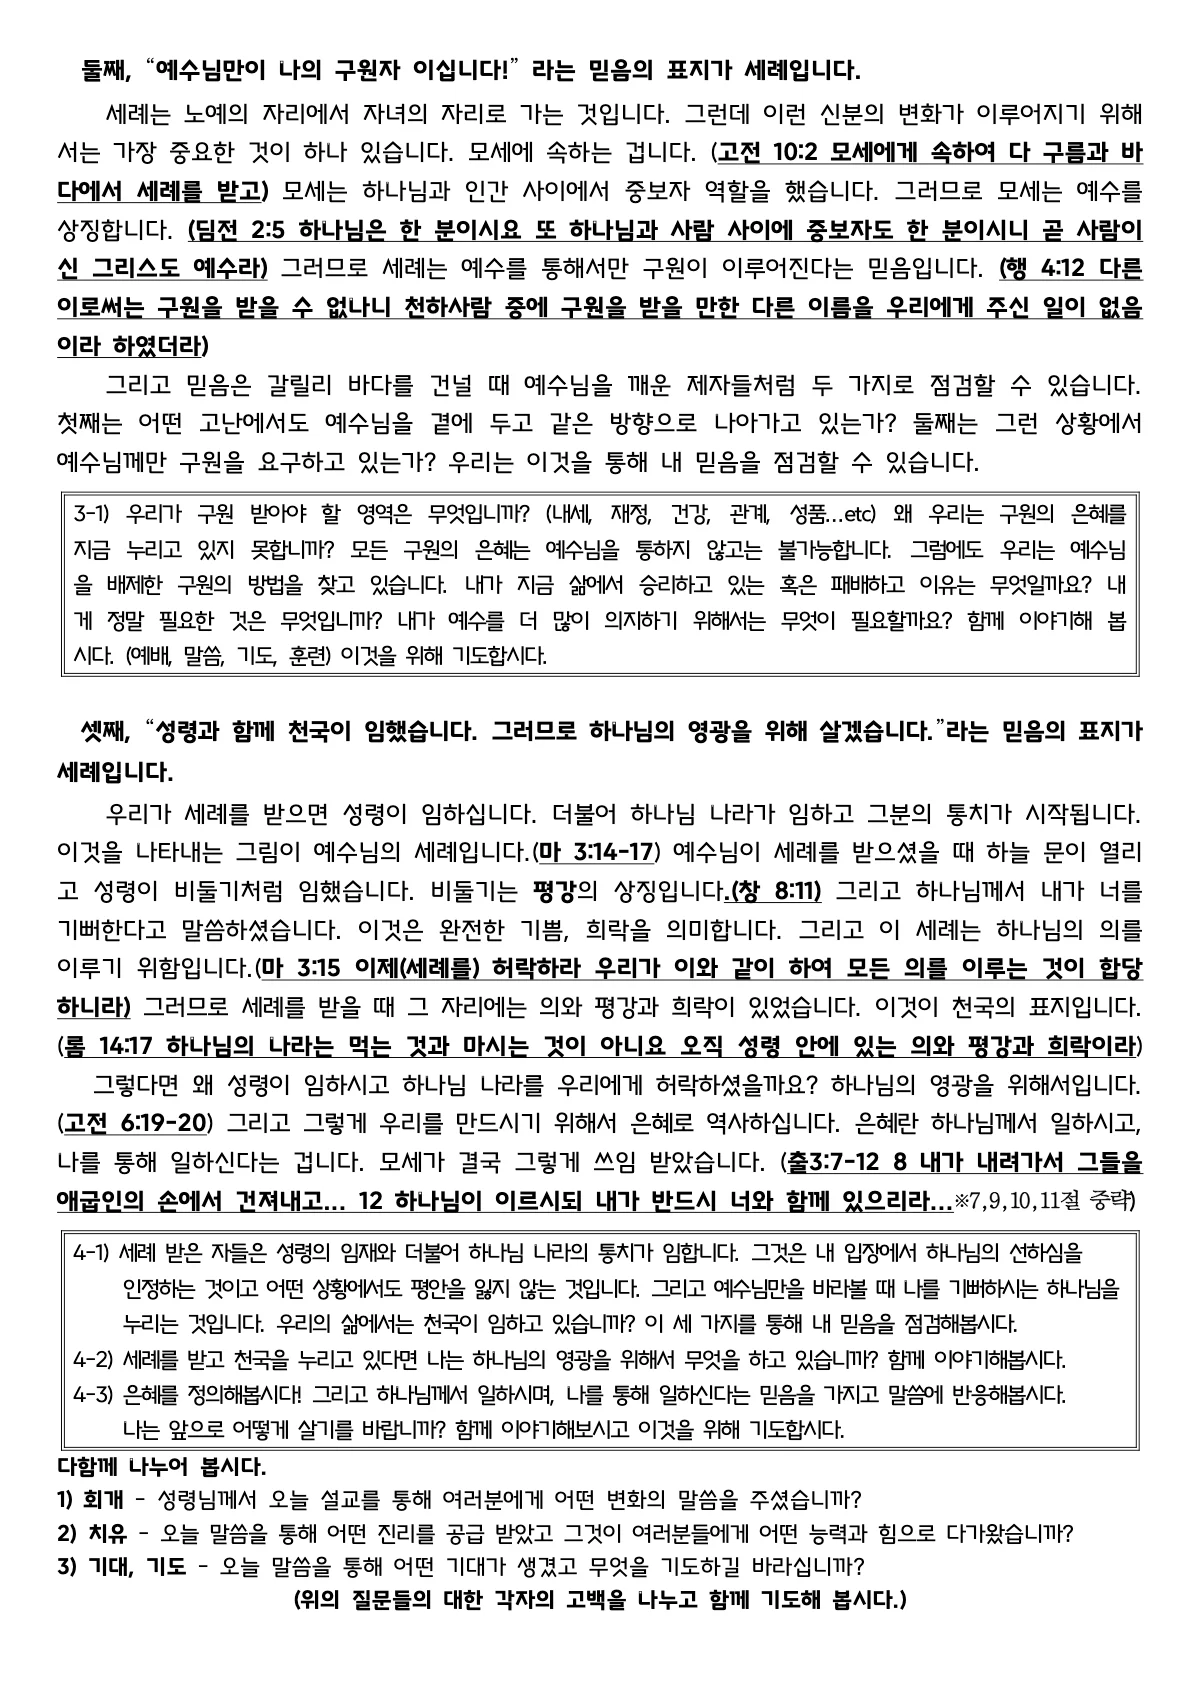 둘째, “예수님만이 나의 구원자 이십니다!” 라는 믿음의 표지가 세례입니다.
세례는 노예의 자리에서 자녀의 자리로 가는 것입니다. 그런데 이런 신분의 변화가 이루어지기 위해
서는 가장 중요한 것이 하나 있습니다. 모세에 속하는 겁니다. (고전 10:2 모세에게 속하여 다 구름과 바
다에서 세례를 받고) 모세는 하나님과 인간 사이에서 중보자 역할을 했습니다. 그러므로 모세는 예수를
상징합니다. (딤전 2:5 하나님은 한 분이시요 또 하나님과 사람 사이에 중보자도 한 분이시니 곧 사람이
신 그리스도 예수라) 그러므로 세례는 예수를 통해서만 구원이 이루어진다는 믿음입니다. (행 4:12 다른
이로써는 구원을 받을 수 없나니 천하사람 중에 구원을 받을 만한 다른 이름을 우리에게 주신 일이 없음
이라 하였더라)
그리고 믿음은 갈릴리 바다를 건널 때 예수님을 깨운 제자들처럼 두 가지로 점검할 수 있습니다.
첫째는 어떤 고난에서도 예수님을 곁에 두고 같은 방향으로 나아가고 있는가? 둘째는 그런 상황에서
예수님께만 구원을 요구하고 있는가? 우리는 이것을 통해 내 믿음을 점검할 수 있습니다.
3-1) 우리가 구원 받아야 할 영역은 무엇입니까? (내세, 재정, 건강, 관계, 성품...etc) 왜 우리는 구원의 은혜를
지금 누리고 있지 못합니까? 모든 구원의 은혜는 예수님을 통하지 않고는 불가능합니다. 그럼에도 우리는 예수님
을 배제한 구원의 방법을 찾고 있습니다. 내가 지금 삶에서 승리하고 있는 혹은 패배하고 이유는 무엇일까요? 내
게 정말 필요한 것은 무엇입니까? 내가 예수를 더 많이 의지하기 위해서는 무엇이 필요할까요? 함께 이야기해 봅
시다. (예배, 말씀, 기도, 훈련) 이것을 위해 기도합시다.
셋째, “성령과 함께 천국이 임했습니다. 그러므로 하나님의 영광을 위해 살겠습니다.”라는 믿음의 표지가
세례입니다.
우리가 세례를 받으면 성령이 임하십니다. 더불어 하나님 나라가 임하고 그분의 통치가 시작됩니다.
이것을 나타내는 그림이 예수님의 세례입니다.(마 3:14-17) 예수님이 세례를 받으셨을 때 하늘 문이 열리
고 성령이 비둘기처럼 임했습니다. 비둘기는 평강의 상징입니다.(창 8:11) 그리고 하나님께서 내가 너를
기뻐한다고 말씀하셨습니다. 이것은 완전한 기쁨, 희락을 의미합니다. 그리고 이 세례는 하나님의 의를
이루기 위함입니다.(마 3:15 이제(세례를) 허락하라 우리가 이와 같이 하여 모든 의를 이루는 것이 합당
하니라) 그러므로 세례를 받을 때 그 자리에는 의와 평강과 희락이 있었습니다. 이것이 천국의 표지입니다.
(롬 14:17 하나님의 나라는 먹는 것과 마시는 것이 아니요 오직 성령 안에 있는 의와 평강과 희락이라)
그렇다면 왜 성령이 임하시고 하나님 나라를 우리에게 허락하셨을까요? 하나님의 영광을 위해서입니다.
(고전 6:19-20) 그리고 그렇게 우리를 만드시기 위해서 은혜로 역사하십니다. 은혜란 하나님께서 일하시고,
나를 통해 일하신다는 겁니다. 모세가 결국 그렇게 쓰임 받았습니다. (출3:7-12 8 내가 내려가서 그들을
애굽인의 손에서 건져내고... 12 하나님이 이르시되 내가 반드시 너와 함께 있으리라...※7,9,10,11절 중략)
4-1) 세례 받은 자들은 성령의 임재와 더불어 하나님 나라의 통치가 임합니다. 그것은 내 입장에서 하나님의 선하심을
인정하는 것이고 어떤 상황에서도 평안을 잃지 않는 것입니다. 그리고 예수님만을 바라볼 때 나를 기뻐하시는 하나님을
누리는 것입니다. 우리의 삶에서는 천국이 임하고 있습니까? 이 세 가지를 통해 내 믿음을 점검해봅시다.
4-2) 세례를 받고 천국을 누리고 있다면 나는 하나님의 영광을 위해서 무엇을 하고 있습니까? 함께 이야기해봅시다.
4-3) 은혜를 정의해봅시다! 그리고 하나님께서 일하시며, 나를 통해 일하신다는 믿음을 가지고 말씀에 반응해봅시다.
나는 앞으로 어떻게 살기를 바랍니까? 함께 이야기해보시고 이것을 위해 기도합시다.
다함께 나누어 봅시다.
1) 회개 - 성령님께서 오늘 설교를 통해 여러분에게 어떤 변화의 말씀을 주셨습니까?
2) 치유 - 오늘 말씀을 통해 어떤 진리를 공급 받았고 그것이 여러분들에게 어떤 능력과 힘으로 다가왔습니까?
3) 기대, 기도 - 오늘 말씀을 통해 어떤 기대가 생겼고 무엇을 기도하길 바라십니까?
(위의 질문들의 대한 각자의 고백을 나누고 함께 기도해 봅시다.)